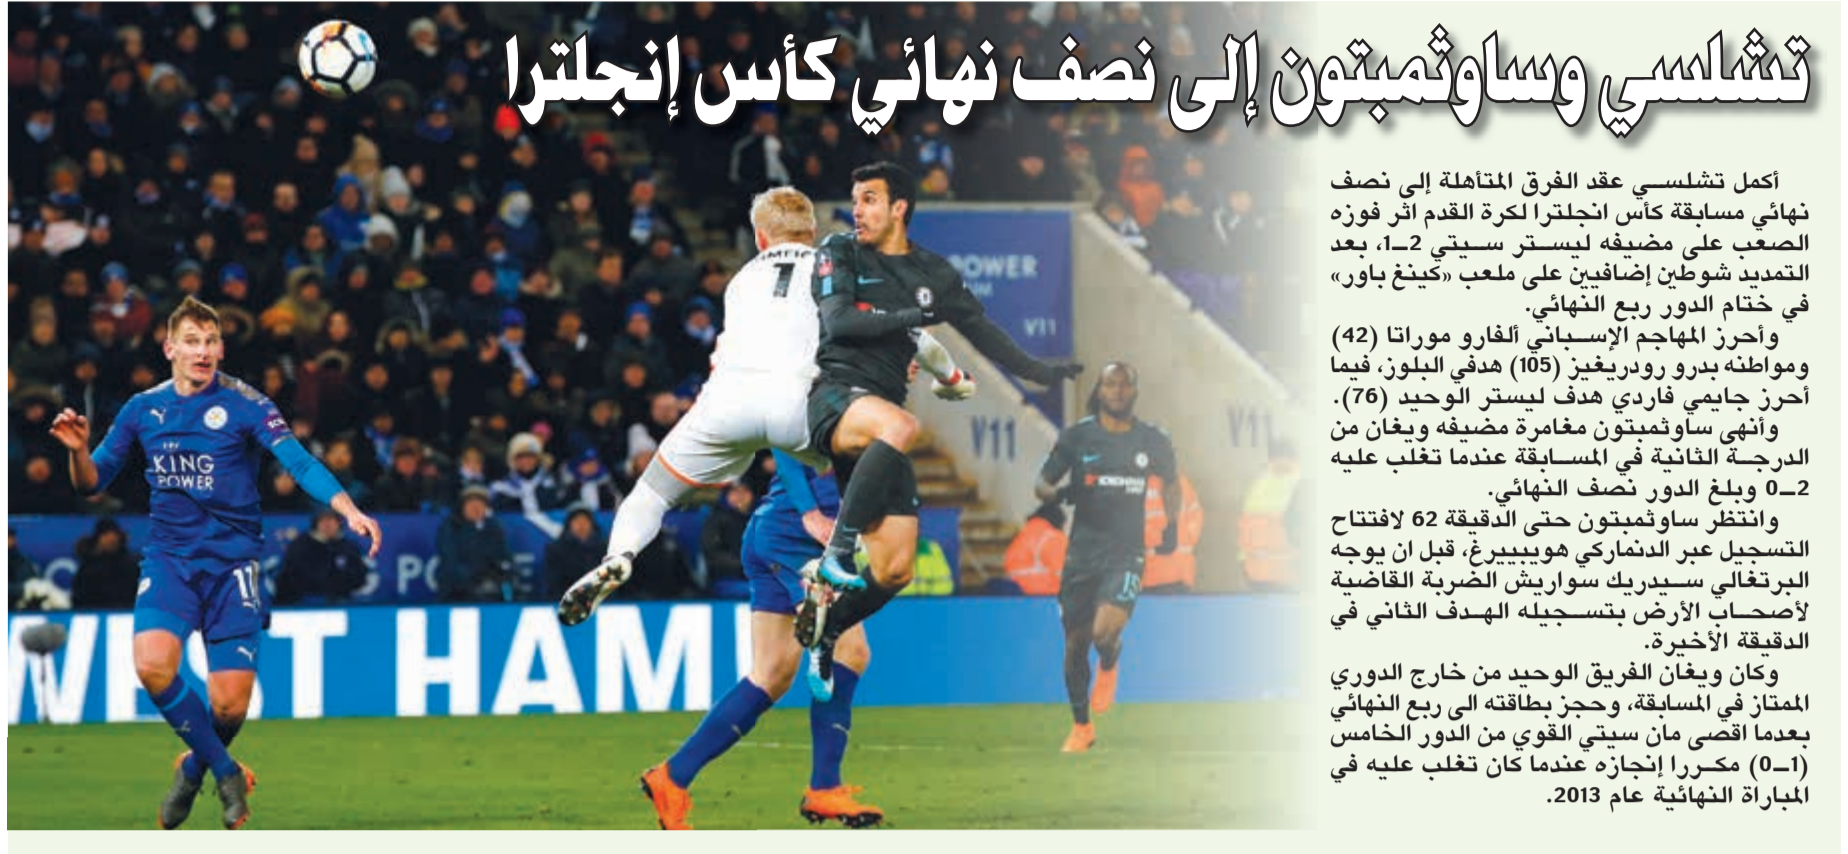 تشلسي وساوثمبتون إلى نصف نهائي كأس إنجلترا
أكمل تشلسي عقد الفرق المتأهلة إلى نصف
نهائي مسابقة كأس انجلترا لكرة القدم اثر فوزه
الصعب على مضيفه ليستر سيتي 2-1، بعد
التمديد شوطين إضافيين على ملعب «كينغ باور»
في ختام الدور ربع النهائي.
وأحرز المهاجم الإسباني ألفارو موراتا (42)
ومواطنه بدرو رودريغيز (105) هدفي البلوز، فيما
أحرز جايمي فاردي هدف ليستر الوحيد (76).
وأنهى ساوثمبتون مغامرة مضيفه ويغان من
الدرجة الثانية في المسابقة عندما تغلب عليه
2-0 وبلغ الدور نصف النهائي.
وانتظر ساوثمبتون حتى الدقيقة 62 لافتتاح
التسجيل عبر الدنماركي هويبييرغ، قبل ان يوجه
البرتغالي سيدريك سواريش الضربة القاضية
لأصحاب الأرض بتسجيله الهدف الثاني في
الدقيقة الأخيرة.
وكان ويغان الفريق الوحيد من خارج الدوري
الممتاز في المسابقة، وحجز بطاقته الى ربع النهائي
بعدما اقصى مان سيتي القوي من الدور الخامس
(1-0) مكررا إنجازه عندما كان تغلب عليه في
المباراة النهائية عام 2013.
1
POWER
V11
V11
V11
KING
POWER
11
15
WEST HAM